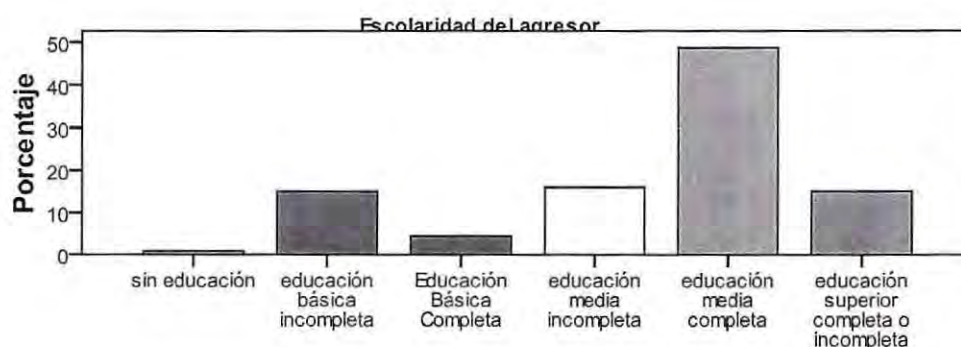 Escolaridad del agresor
50
40
30
20
10
0
Porcentaje
sin educación
educación
básica
incompleta
Educación
Básica
Completa
educación
media
incompleta
educación
media
completa
educación
superior
completa o
incompleta